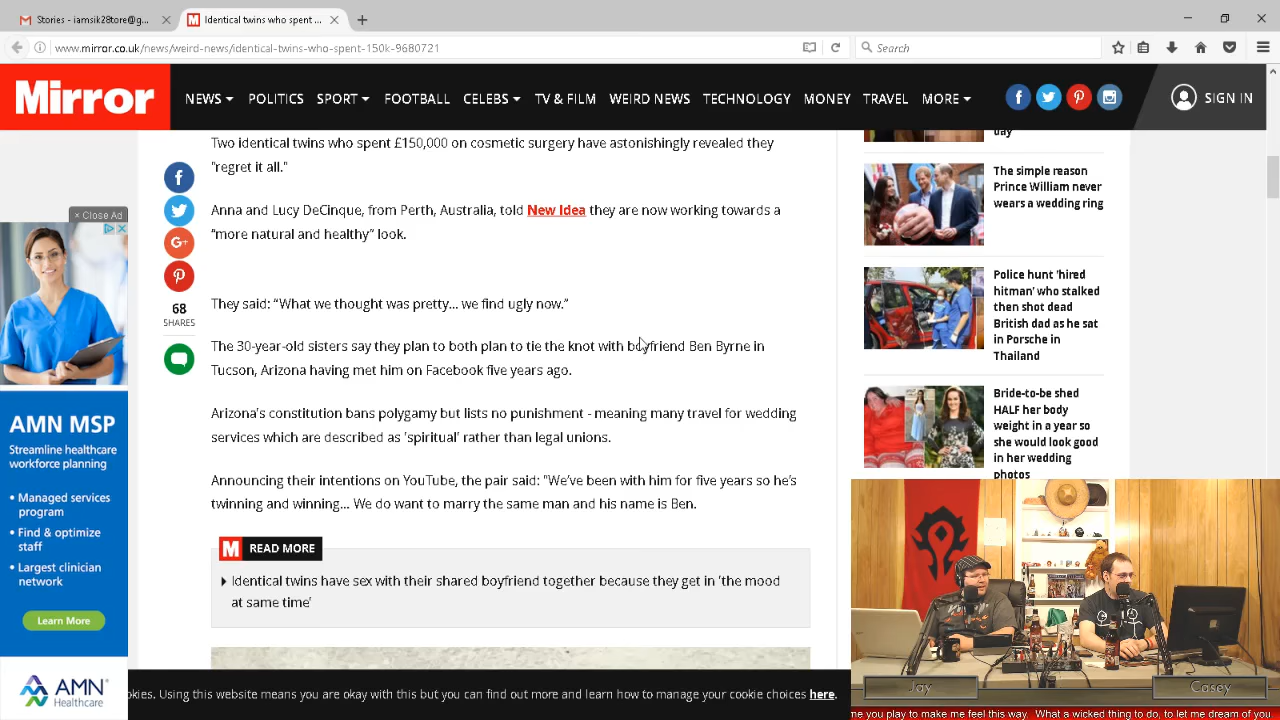 Stories - iamsik28tore@g...
Identical twins who spent ...
www.mirror.co.uk/news/weird-news/identical-twins-who-spent-150k-9680721
Search
Mirror
NEWS
POLITICS
SPORT
FOOTBALL
CELEBS
TV & FILM
WEIRD NEWS
TECHNOLOGY
MONEY
TRAVEL
MORE
SIGN IN
Two identical twins who spent £150,000 on cosmetic surgery have astonishingly revealed they
"regret it all."
Anna and Lucy DeCinque, from Perth, Australia, told New Idea they are now working towards a
"more natural and healthy" look.
They said: "What we thought was pretty... we find ugly now."
The 30-year-old sisters say they plan to both plan to tie the knot with boyfriend Ben Byrne in
Tucson, Arizona having met him on Facebook five years ago.
Arizona's constitution bans polygamy but lists no punishment - meaning many travel for wedding
services which are described as 'spiritual' rather than legal unions.
Announcing their intentions on YouTube, the pair said: "We've been with him for five years so he's
twinning and winning... We do want to marry the same man and his name is Ben.
M READ MORE
Identical twins have sex with their shared boyfriend together because they get in 'the mood
at same time'
68
SHARES
× Close Ad
AMN MSP
Streamline healthcare
workforce planning
• Managed services
program
• Find & optimize
staff
• Largest clinician
network
Learn More
AMN
Healthcare
day
The simple reason
Prince William never
wears a wedding ring
Police hunt 'hired
hitman' who stalked
then shot dead
British dad as he sat
in Porsche in
Thailand
Bride-to-be shed
HALF her body
weight in a year so
she would look good
in her wedding
photos
okies. Using this website means you are okay with this but you can find out more and learn how to manage your cookie choices here.
Jay
Casey
me you play to make me feel this way. What a wicked thing to do, to let me dream of you.